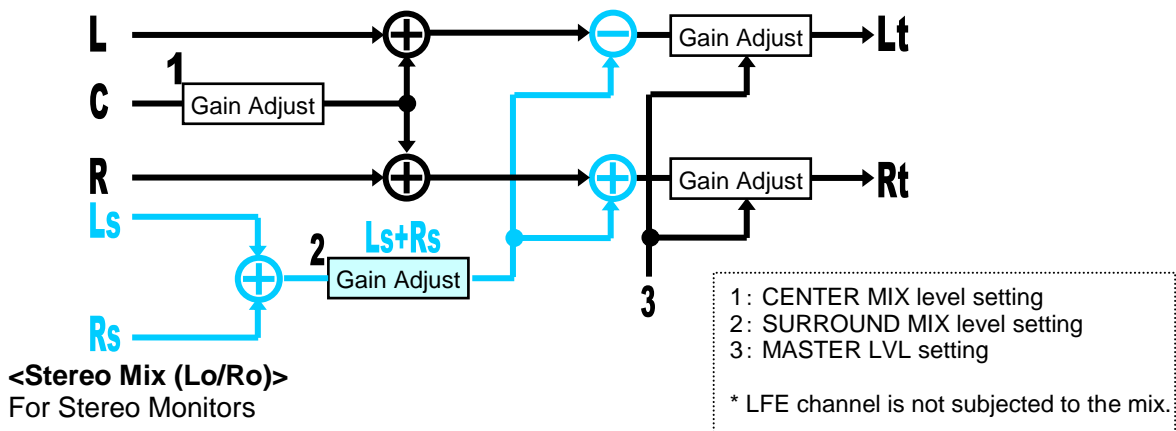 L
Gain Adjust
Lt
1
C
Gain Adjust
R
Gain Adjust
Rt
Ls
2
Ls+Rs
Gain Adjust
3
Rs
<Stereo Mix (Lo/Ro)>
For Stereo Monitors
1: CENTER MIX level setting
2: SURROUND MIX level setting
3: MASTER LVL setting
* LFE channel is not subjected to the mix.